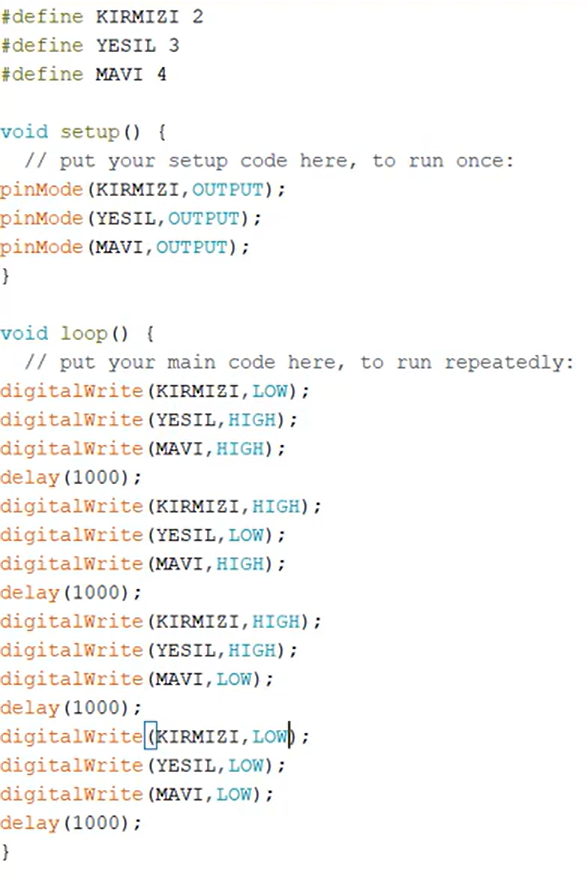 #define KIRMIZI 2
#define YESIL 3
#define MAVI 4

void setup() {
  // put your setup code here, to run once:
pinMode(KIRMIZI,OUTPUT);
pinMode(YESIL,OUTPUT);
pinMode(MAVI,OUTPUT);
}

void loop() {
  // put your main code here, to run repeatedly:
digitalWrite(KIRMIZI,LOW);
digitalWrite(YESIL,HIGH);
digitalWrite(MAVI,HIGH);
delay(1000);
digitalWrite(KIRMIZI,HIGH);
digitalWrite(YESIL,LOW);
digitalWrite(MAVI,HIGH);
delay(1000);
digitalWrite(KIRMIZI,HIGH);
digitalWrite(YESIL,HIGH);
digitalWrite(MAVI,LOW);
delay(1000);
digitalWrite(KIRMIZI,LOW);
digitalWrite(YESIL,LOW);
digitalWrite(MAVI,LOW);
delay(1000);
}